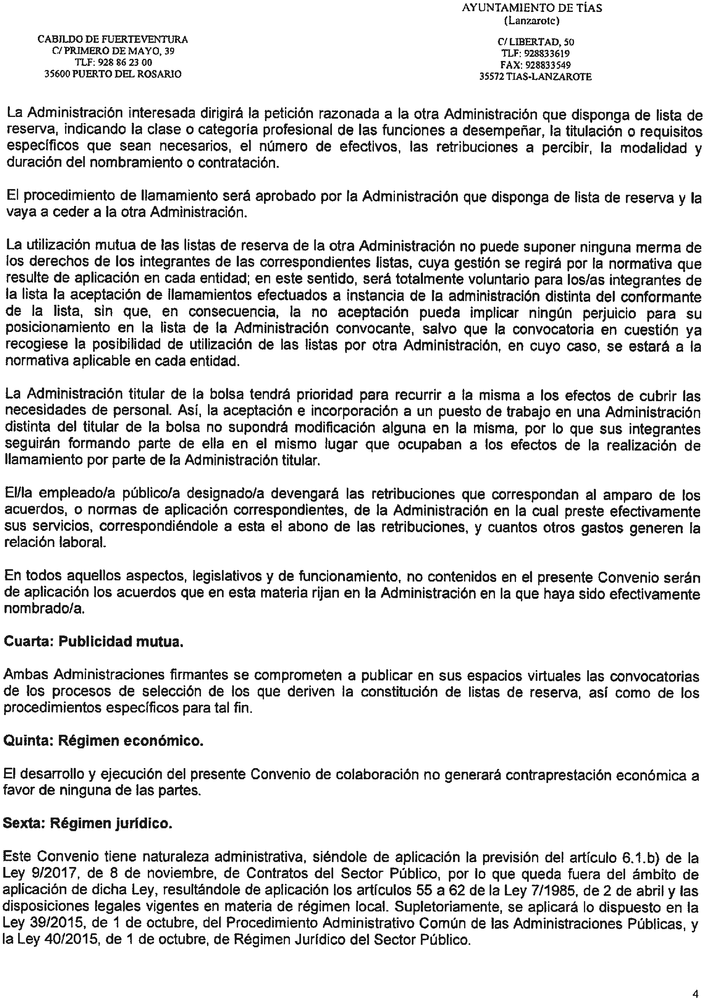 AYUNTAMIENTO DE TÍAS
(Lanzarote)
CABILDO DE FUERTEVENTURA
C/ PRIMERO DE MAYO, 39
TLF: 928 86 23 00
35600 PUERTO DEL ROSARIO
C/ LIBERTAD, 50
TLF: 928833619
FAX: 928833549
35572 TIAS-LANZAROTE
La Administración interesada dirigirá la petición razonada a la otra Administración que disponga de lista de
reserva, indicando la clase o categoría profesional de las funciones a desempeñar, la titulación o requisitos
específicos que sean necesarios, el número de efectivos, las retribuciones a percibir, la modalidad y
duración del nombramiento o contratación.
El procedimiento de llamamiento será aprobado por la Administración que disponga de lista de reserva y la
vaya a ceder a la otra Administración.
La utilización mutua de las listas de reserva de la otra Administración no puede suponer ninguna merma de
los derechos de los integrantes de las correspondientes listas, cuya gestión se regirá por la normativa que
resulte de aplicación en cada entidad; en este sentido, será totalmente voluntario para los/as integrantes de
la lista la aceptación de llamamientos efectuados a instancia de la administración distinta del conformante
de la lista, sin que, en consecuencia, la no aceptación pueda implicar ningún perjuicio para su
posicionamiento en la lista de la Administración convocante, salvo que la convocatoria en cuestión ya
recogiese la posibilidad de utilización de las listas por otra Administración, en cuyo caso, se estará a la
normativa aplicable en cada entidad.
La Administración titular de la bolsa tendrá prioridad para recurrir a la misma a los efectos de cubrir las
necesidades de personal. Así, la aceptación e incorporación a un puesto de trabajo en una Administración
distinta del titular de la bolsa no supondrá modificación alguna en la misma, por lo que sus integrantes
seguirán formando parte de ella en el mismo lugar que ocupaban a los efectos de la realización de
llamamiento por parte de la Administración titular.
El/la empleado/a público/a designado/a devengará las retribuciones que correspondan al amparo de los
acuerdos, o normas de aplicación correspondientes, de la Administración en la cual preste efectivamente
sus servicios, correspondiéndole a esta el abono de las retribuciones, y cuantos otros gastos generen la
relación laboral.
En todos aquellos aspectos, legislativos y de funcionamiento, no contenidos en el presente Convenio serán
de aplicación los acuerdos que en esta materia rijan en la Administración en la que haya sido efectivamente
nombrado/a.
Cuarta: Publicidad mutua.
Ambas Administraciones firmantes se comprometen a publicar en sus espacios virtuales las convocatorias
de los procesos de selección de los que deriven la constitución de listas de reserva, así como de los
procedimientos específicos para tal fin.
Quinta: Régimen económico.
El desarrollo y ejecución del presente Convenio de colaboración no generará contraprestación económica a
favor de ninguna de las partes.
Sexta: Régimen jurídico.
Este Convenio tiene naturaleza administrativa, siéndole de aplicación la previsión del artículo 6.1.b) de la
Ley 9/2017, de 8 de noviembre, de Contratos del Sector Público, por lo que queda fuera del ámbito de
aplicación de dicha Ley, resultándole de aplicación los artículos 55 a 62 de la Ley 7/1985, de 2 de abril y las
disposiciones legales vigentes en materia de régimen local. Supletoriamente, se aplicará lo dispuesto en la
Ley 39/2015, de 1 de octubre, del Procedimiento Administrativo Común de las Administraciones Públicas, y
la Ley 40/2015, de 1 de octubre, de Régimen Jurídico del Sector Público.
4